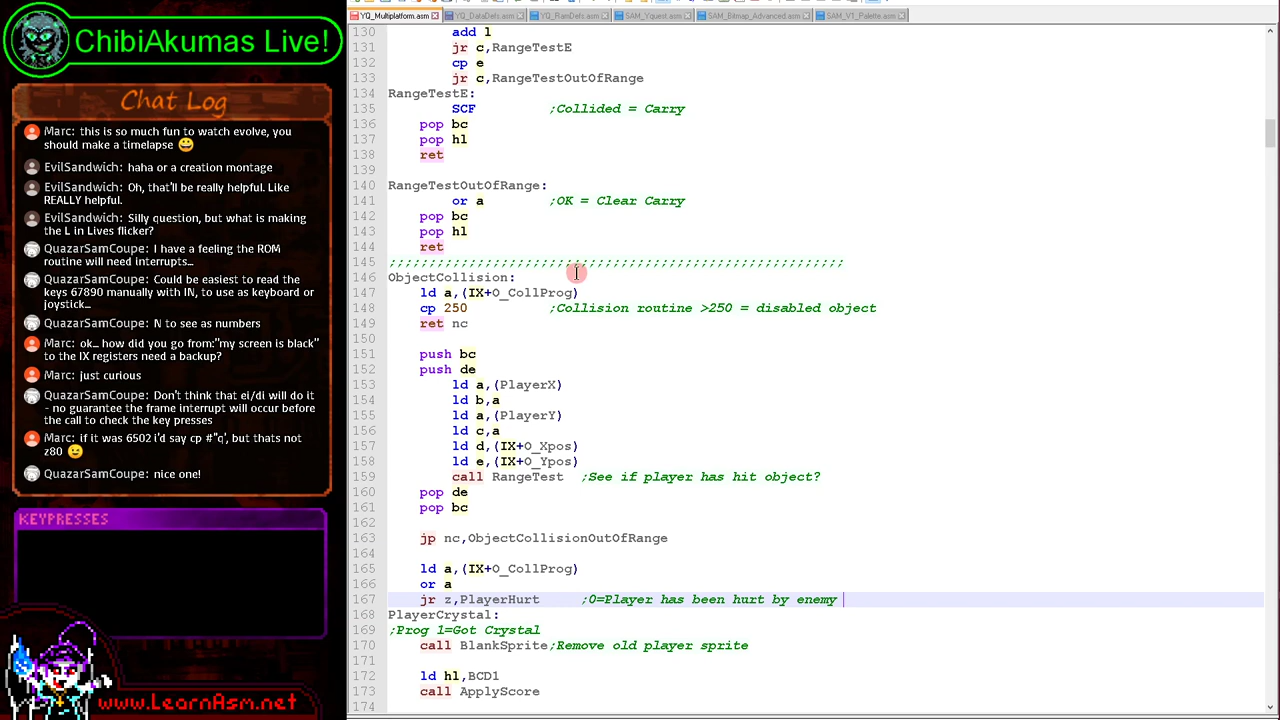 ChibiAkumas Live!
Chat Log
Marc: this is so much fun to watch evolve, you
should make a timelapse 😀
EvilSandwich: haha or a creation montage
EvilSandwich: Oh, that'll be really helpful. Like
REALLY helpful.
EvilSandwich: Silly question, but what is making
the L in Lives flicker?
QuazarSamCoupe: I have a feeling the ROM
routine will need interrupts...
QuazarSamCoupe: Could be easiest to read the
keys 67890 manually with IN, to use as keyboard or
joystick...
QuazarSamCoupe: N to see as numbers
Marc: ok... how did you go from:"my screen is black"
to the IX registers need a backup?
Marc: just curious
QuazarSamCoupe: Don't think that ei/di will do it
- no guarantee the frame interrupt will occur before
the call to check the key presses
Marc: if it was 6502 i'd say cp #"q', but thats not
z80 😉
QuazarSamCoupe: nice one!
KEYPRESSES
www.LearnAsm.net
YQ_Multiplatform.asm YQ_DataDefs.asm YQ_RamDefs.asm SAM_Yquest.asm SAM_Bitmap_Advanced.asm SAM_V1_Palette.asm
130 add l
131 jr c,RangeTestE
132 cp e
133 jr c,RangeTestOutOfRange
134 RangeTestE:
135 SCF ;Collided = Carry
136 pop bc
137 pop hl
138 ret
139
140 RangeTestOutOfRange:
141 or a ;OK = Clear Carry
142 pop bc
143 pop hl
144 ret
145 ;;;;;;;;;;;;;;;;;;;;;;;;;;;;;;;;;;;;;;;;;;;;;;;;;;;;;;;;;
146 ObjectCollision:
147 ld a,(IX+O_CollProg)
148 cp 250 ;Collision routine >250 = disabled object
149 ret nc
150
151 push bc
152 push de
153 ld a,(PlayerX)
154 ld b,a
155 ld a,(PlayerY)
156 ld c,a
157 ld d,(IX+O_Xpos)
158 ld e,(IX+O_Ypos)
159 call RangeTest ;See if player has hit object?
160 pop de
161 pop bc
162
163 jp nc,ObjectCollisionOutOfRange
164
165 ld a,(IX+O_CollProg)
166 or a
167 jr z,PlayerHurt ;0=Player has been hurt by enemy
168 PlayerCrystal:
169 ;Prog 1=Got Crystal
170 call BlankSprite;Remove old player sprite
171
172 ld hl,BCD1
173 call ApplyScore
174